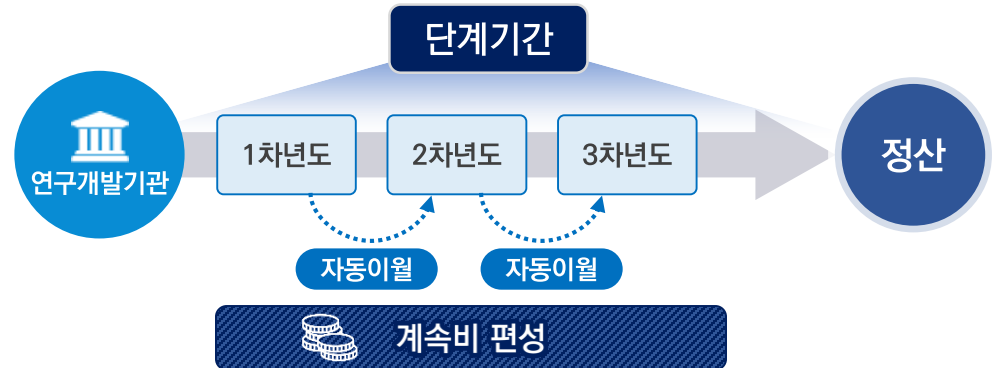 단계기간
연구개발기관
1차년도
2차년도
3차년도
정산
자동이월
자동이월
계속비 편성